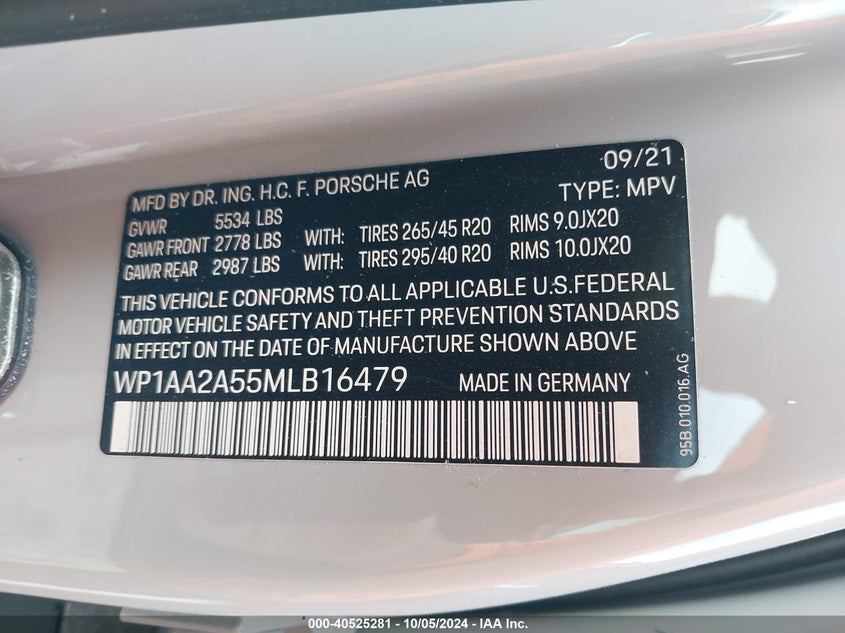 09/21
MFD BY DR. ING. H.C. F. PORSCHE AG
TYPE: MPV
GVWR 5534 LBS
GAWR FRONT 2778 LBS WITH: TIRES 265/45 R20 RIMS 9.0JX20
GAWR REAR 2987 LBS WITH: TIRES 295/40 R20 RIMS 10.0JX20
THIS VEHICLE CONFORMS TO ALL APPLICABLE U.S.FEDERAL
MOTOR VEHICLE SAFETY AND THEFT PREVENTION STANDARDS
IN EFFECT ON THE DATE OF MANUFACTURE SHOWN ABOVE
WP1AA2A55MLB16479 MADE IN GERMANY
95B.010.016.AG
000-40525281 - 10/05/2024 - IAA Inc.